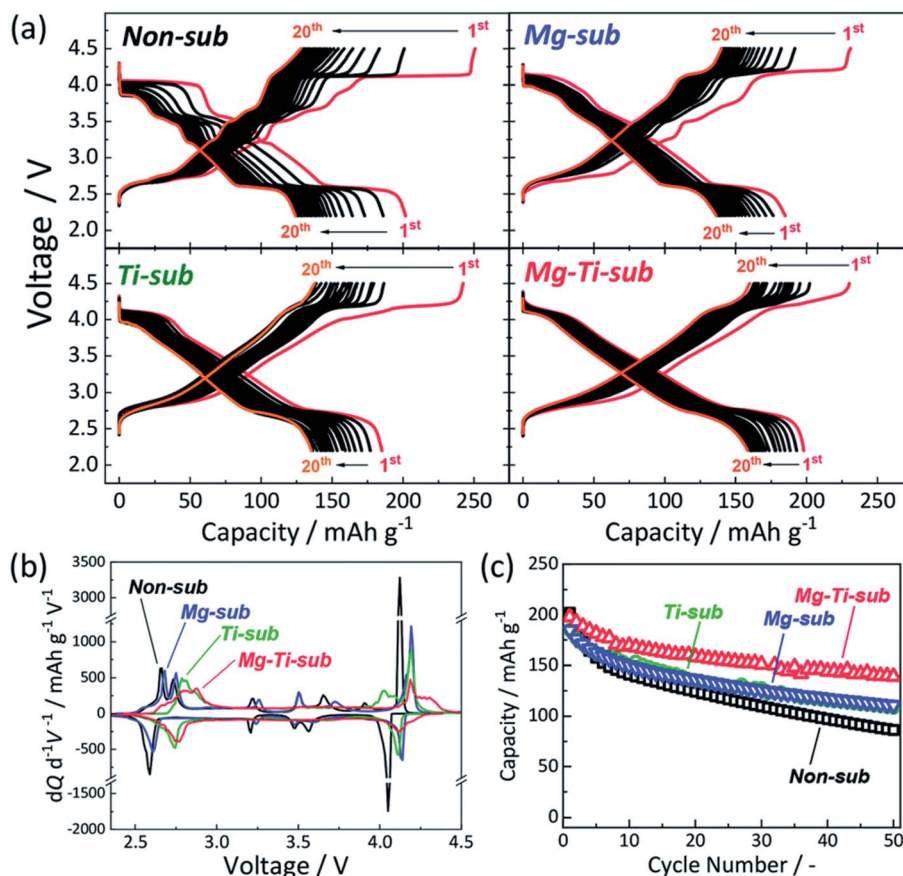 (a)
Non-sub
20th
1st
Mg-sub
20th
1st
4.5
4.0
3.5
3.0
2.5
2.0
20th
1st
20th
1st
Voltage / V
Ti-sub
20th
1st
Mg-Ti-sub
20th
1st
4.5
4.0
3.5
3.0
2.5
2.0
20th
1st
20th
1st
0 50 100 150 200 250
0 50 100 150 200 250
Capacity / mAh g-1
Capacity / mAh g-1
(b)
3500
2500
1000
500
0
-500
-1500
-2000
dQ d-1V-1 / mAh g-1 V-1
Non-sub
Mg-sub
Ti-sub
Mg-Ti-sub
2.5 3.0 3.5 4.0 4.5
Voltage / V
(c)
250
200
150
100
50
0
Capacity / mAh g-1
Mg-Ti-sub
Ti-sub
Mg-sub
Non-sub
0 10 20 30 40 50
Cycle Number / -